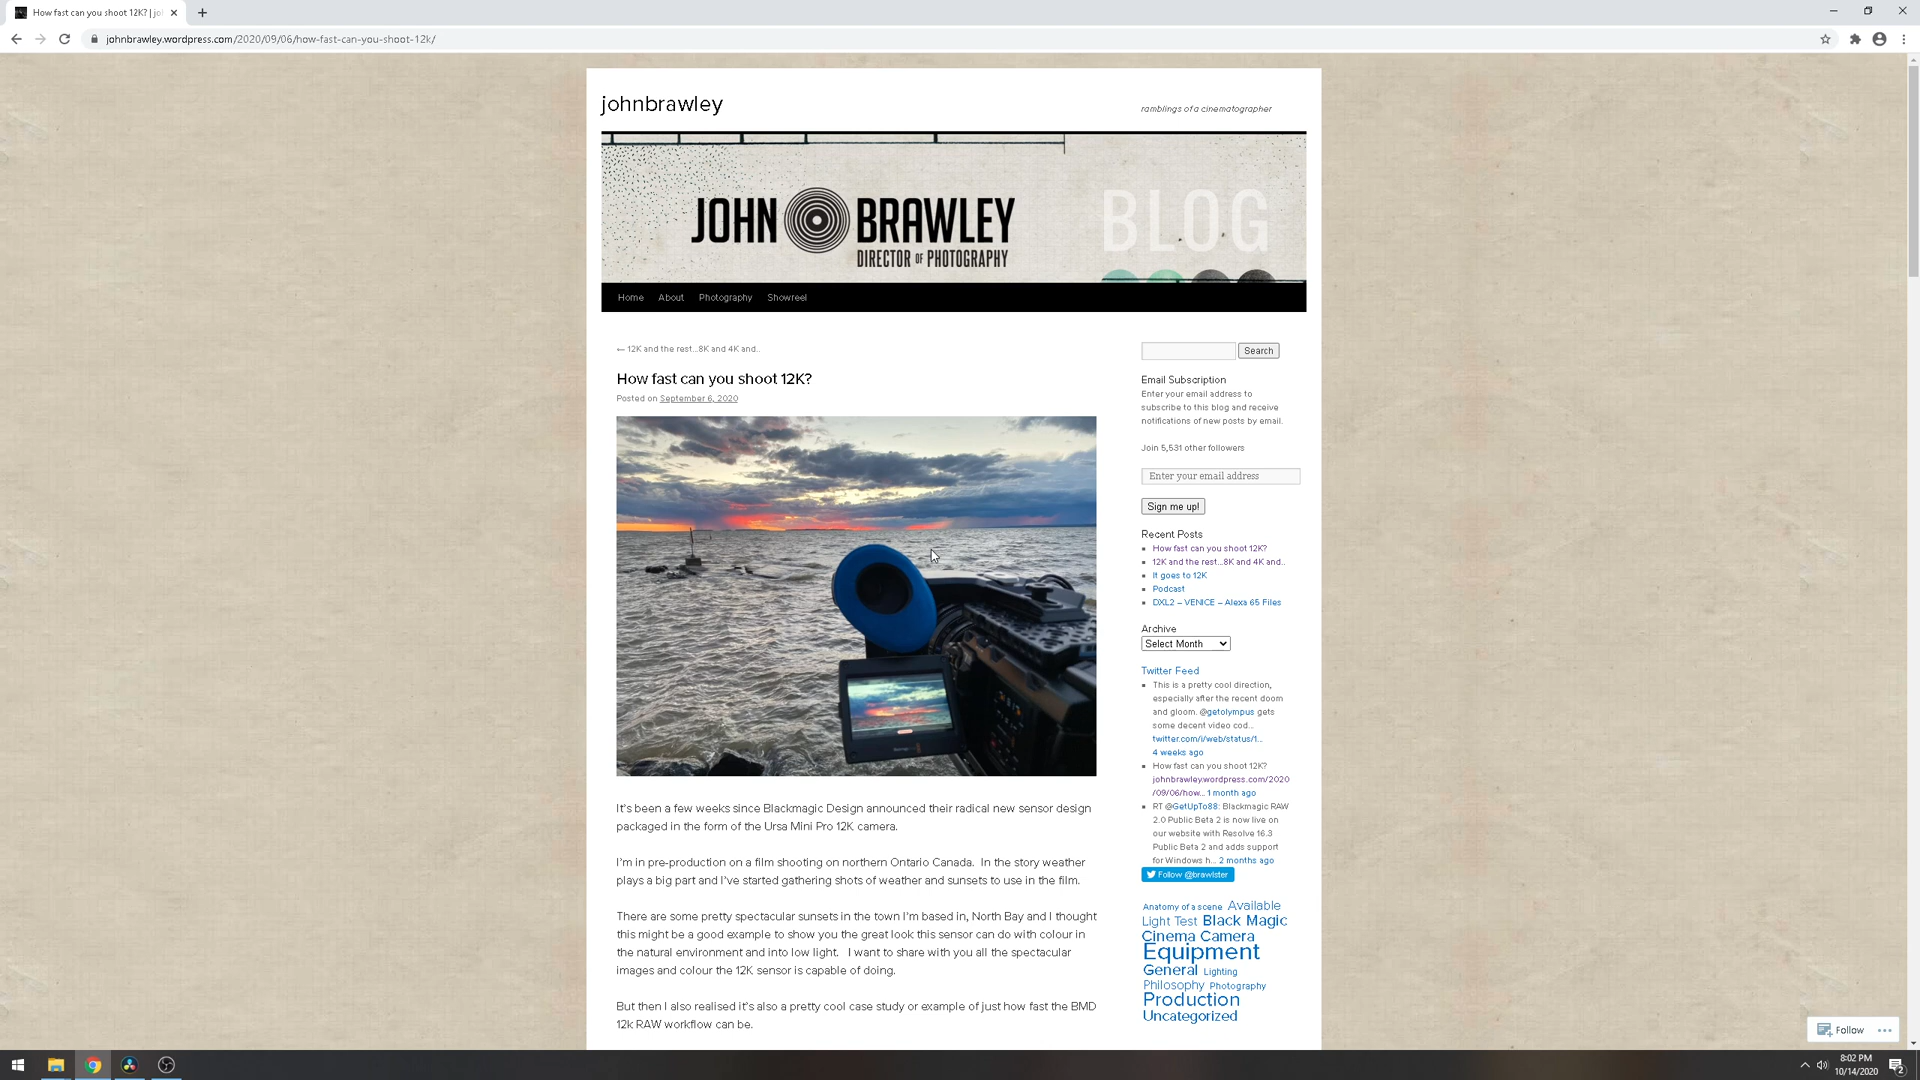 How fast can you shoot 12K? | jo
johnbrawley.wordpress.com/2020/09/06/how-fast-can-you-shoot-12k/
johnbrawley
ramblings of a cinematographer
JOHN BRAWLEY
DIRECTOR OF PHOTOGRAPHY
BLOG
Home About Photography Showreel
← 12K and the rest...8K and 4K and..
How fast can you shoot 12K?
Posted on September 6, 2020
It's been a few weeks since Blackmagic Design announced their radical new sensor design
packaged in the form of the Ursa Mini Pro 12K camera.
I'm in pre-production on a film shooting on northern Ontario Canada. In the story weather
plays a big part and I've started gathering shots of weather and sunsets to use in the film.
There are some pretty spectacular sunsets in the town I'm based in, North Bay and I thought
this might be a good example to show you the great look this sensor can do with colour in
the natural environment and into low light. I want to share with you all the spectacular
images and colour the 12K sensor is capable of doing.
But then I also realised it's also a pretty cool case study or example of just how fast the BMD
12k RAW workflow can be.
Search
Email Subscription
Enter your email address to
subscribe to this blog and receive
notifications of new posts by email.
Join 5,531 other followers
Enter your email address
Sign me up!
Recent Posts
How fast can you shoot 12K?
12K and the rest...8K and 4K and..
It goes to 12K
Podcast
DXL2 – VENICE – Alexa 65 Files
Archive
Select Month
Twitter Feed
This is a pretty cool direction,
especially after the recent doom
and gloom. @getolympus gets
some decent video cod...
twitter.com/i/web/status/1...
4 weeks ago
How fast can you shoot 12K?
johnbrawley.wordpress.com/2020
/09/06/how... 1 month ago
RT @GetUpTo88: Blackmagic RAW
2.0 Public Beta 2 is now live on
our website with Resolve 16.3
Public Beta 2 and adds support
for Windows h... 2 months ago
Follow @brawlster
Anatomy of a scene Available
Light Test Black Magic
Cinema Camera
Equipment
General Lighting
Philosophy Photography
Production
Uncategorized
Follow
8:02 PM
10/14/2020
2